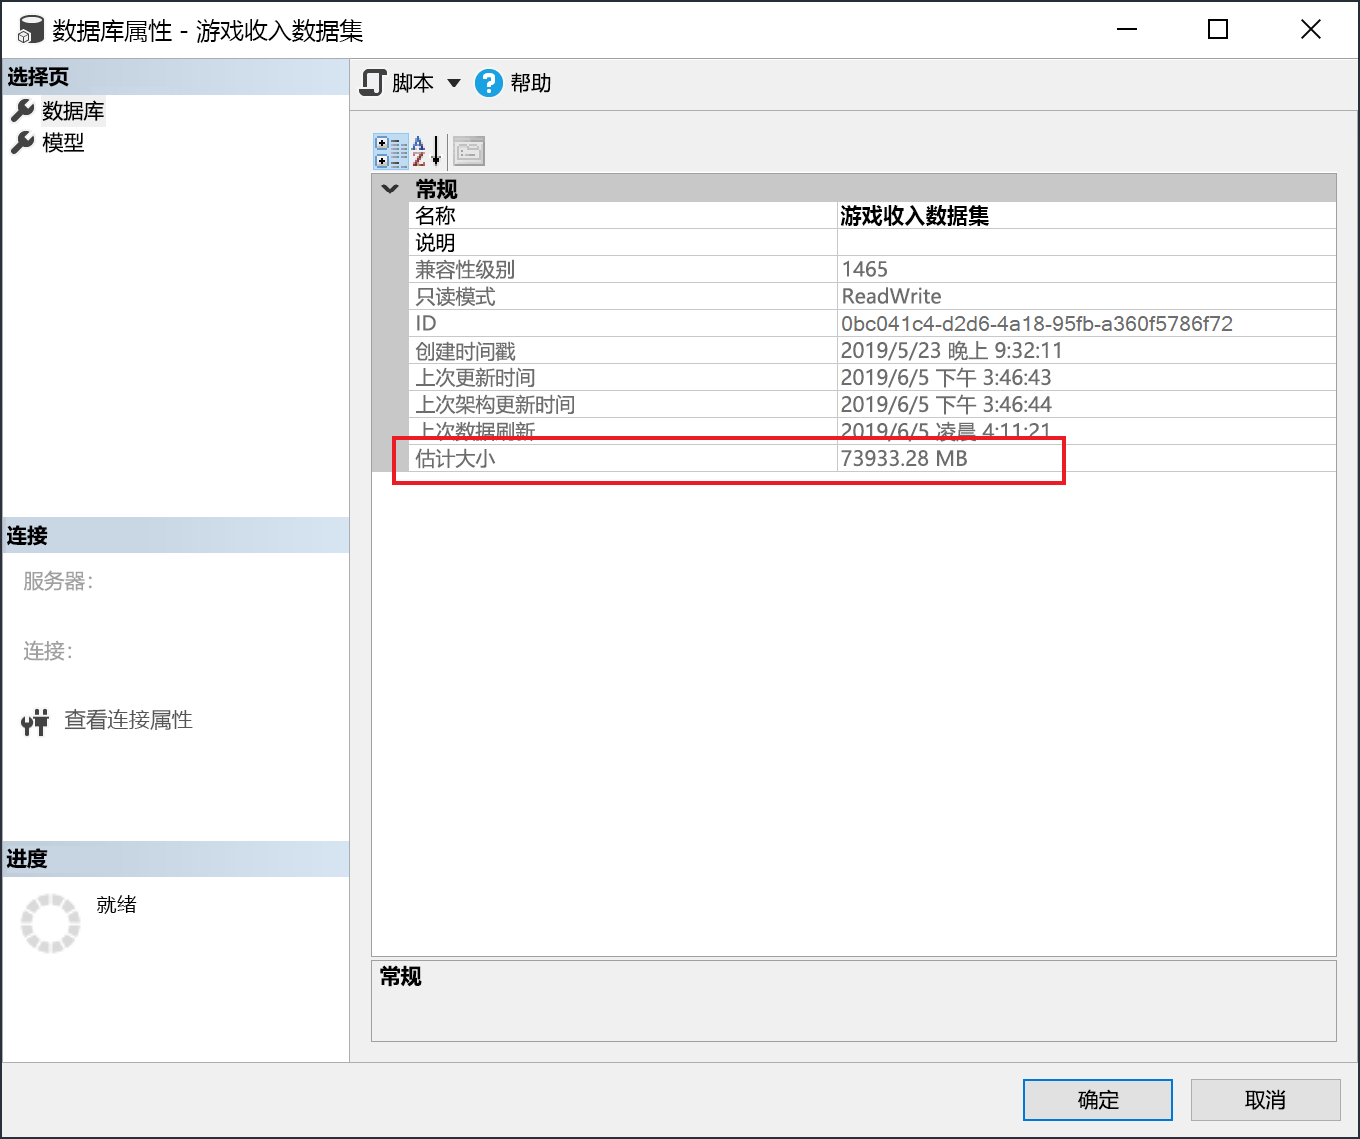 数据库属性 - 游戏收入数据集
选择页
数据库
模型
脚本
帮助
常规
名称 游戏收入数据集
说明
兼容性级别 1465
只读模式 ReadWrite
ID 0bc041c4-d2d6-4a18-95fb-a360f5786f72
创建时间戳 2019/5/23 晚上 9:32:11
上次更新时间 2019/6/5 下午 3:46:43
上次架构更新时间 2019/6/5 下午 3:46:44
上次数据刷新 2019/6/5 凌晨 4:11:21
估计大小 73933.28 MB
连接
服务器:
连接:
查看连接属性
进度
就绪
常规
确定
取消